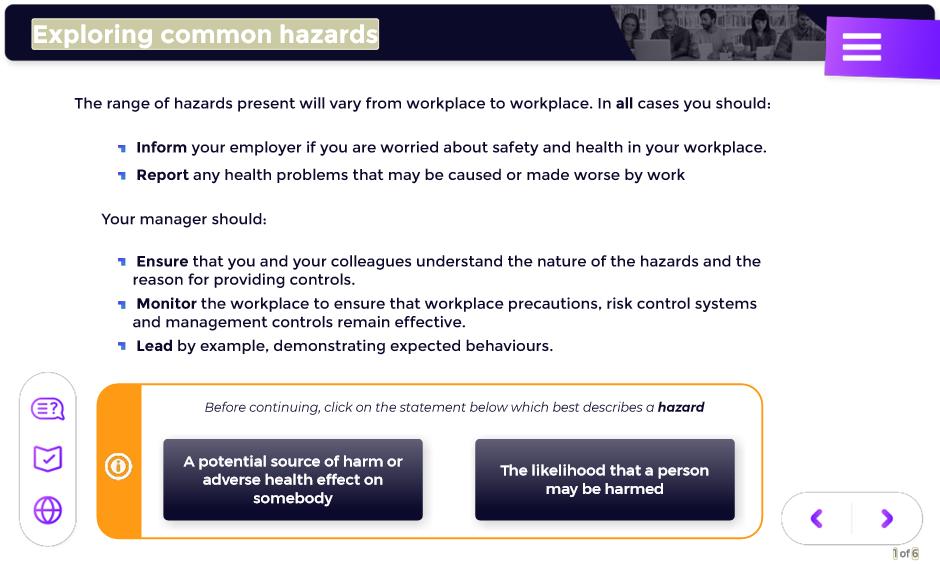 Exploring common hazards
The range of hazards present will vary from workplace to workplace. In all cases you should:
Inform your employer if you are worried about safety and health in your workplace.
Report any health problems that may be caused or made worse by work
Your manager should:
Ensure that you and your colleagues understand the nature of the hazards and the
reason for providing controls.
Monitor the workplace to ensure that workplace precautions, risk control systems
and management controls remain effective.
Lead by example, demonstrating expected behaviours.
Before continuing, click on the statement below which best describes a hazard
A potential source of harm or
adverse health effect on
somebody
The likelihood that a person
may be harmed
1 of 6